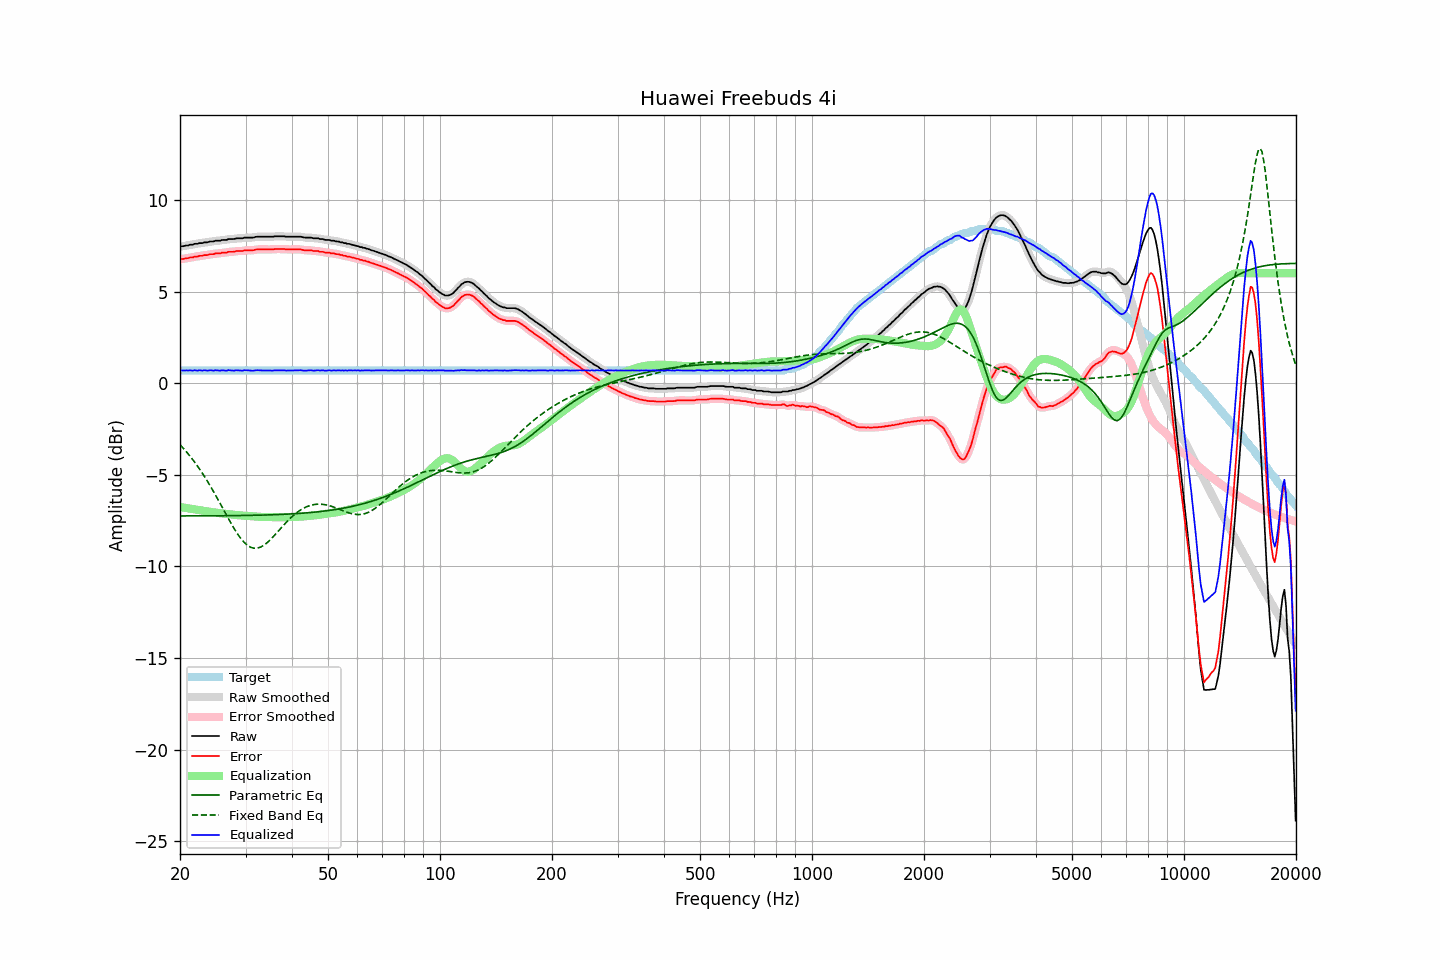 Huawei Freebuds 4i
Amplitude (dBr)
10
5
0
−5
−10
−15
−20
−25
Target
Raw Smoothed
Error Smoothed
Raw
Error
Equalization
Parametric Eq
Fixed Band Eq
Equalized
20 50 100 200 500 1000 2000 5000 10000 20000
Frequency (Hz)